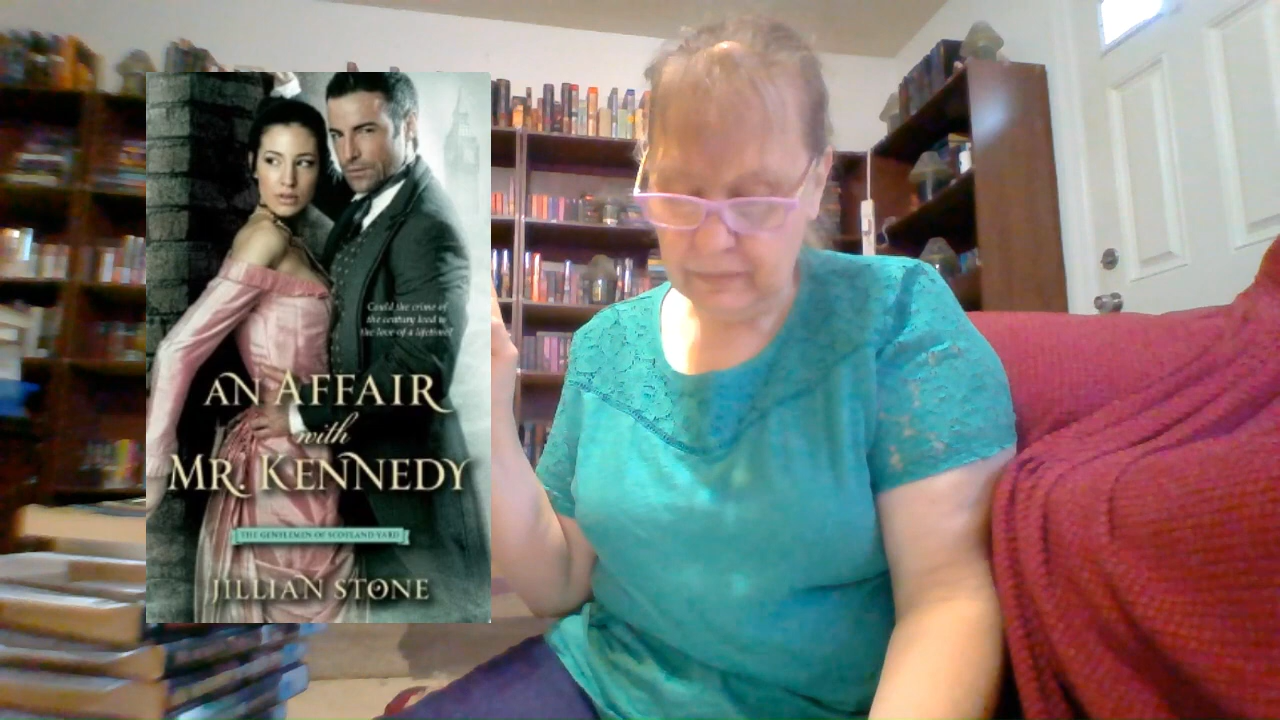 Could the crime of
the century lead to
the love of a lifetime?
AN AFFAIR
with
MR. KENNEDY
THE GENTLEMEN OF SCOTLAND YARD
JILLIAN STONE